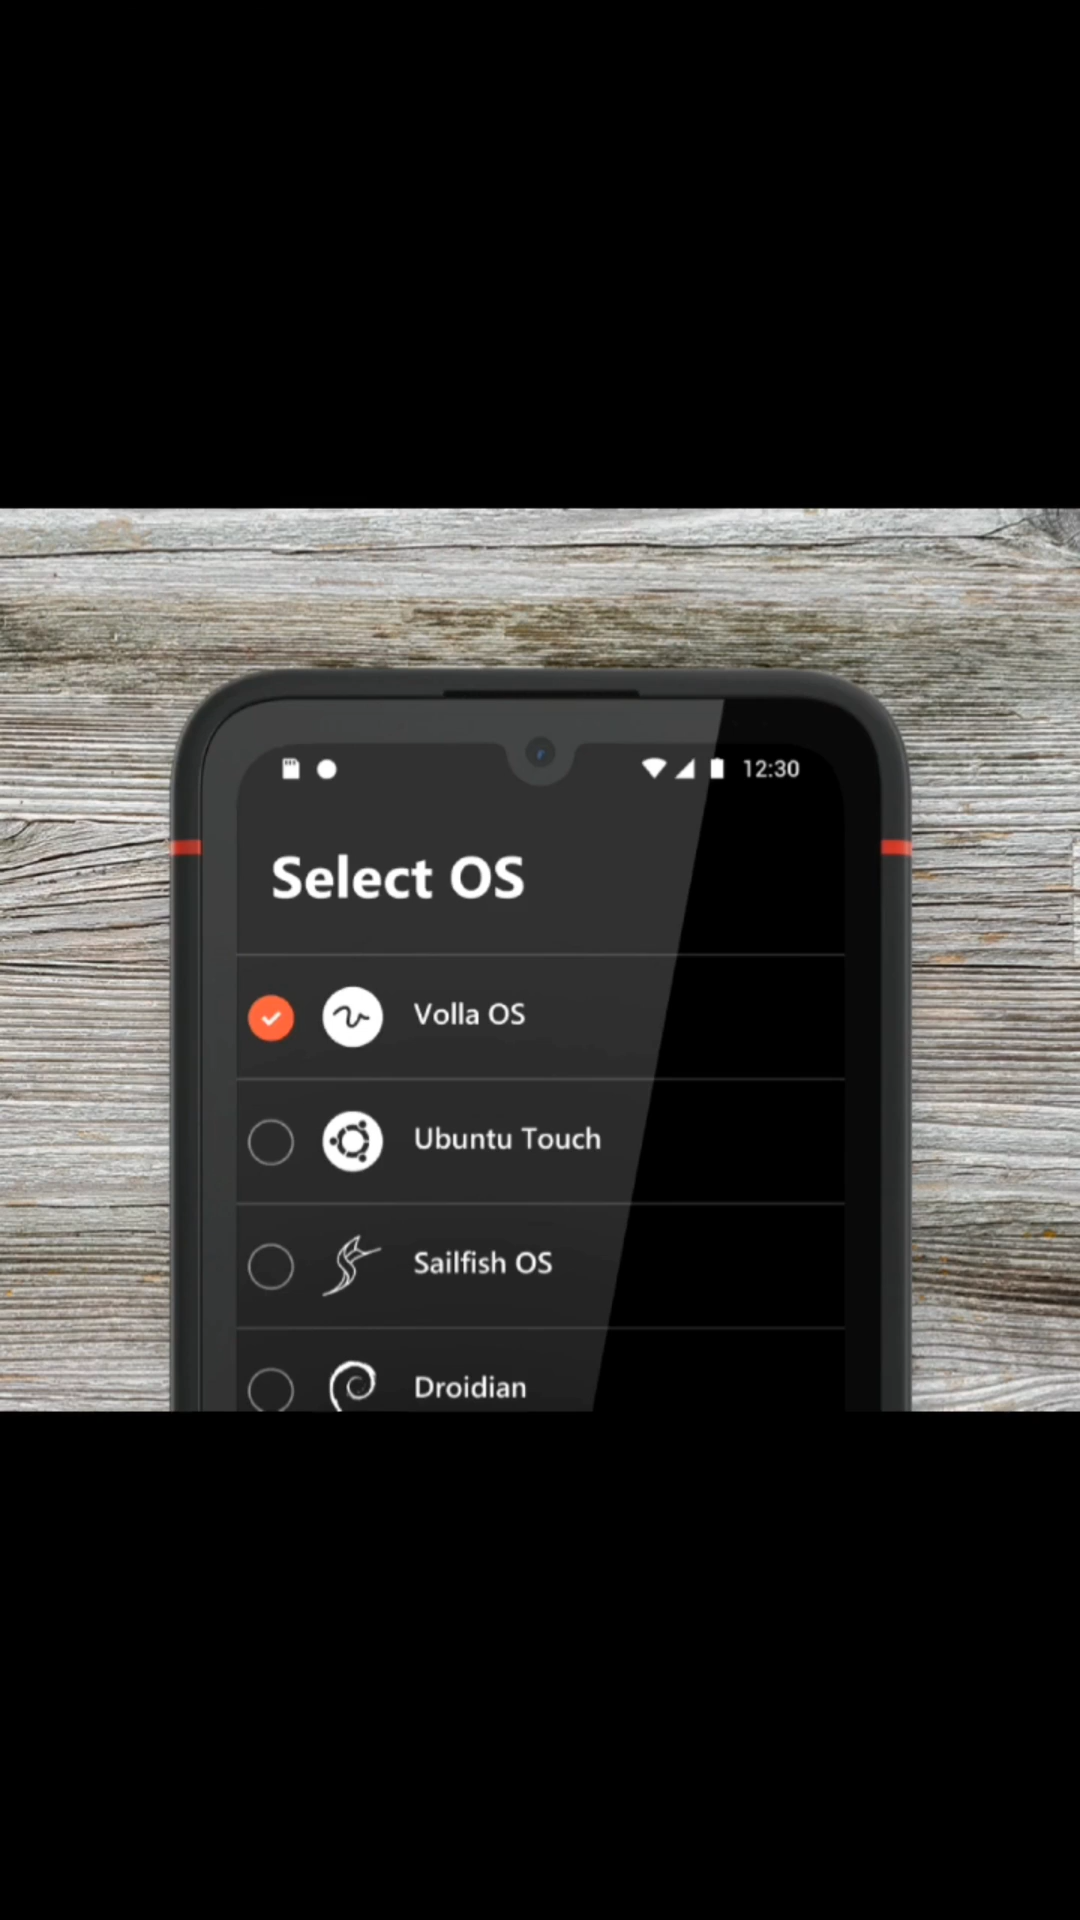 12:30
Select OS
Volla OS
Ubuntu Touch
Sailfish OS
Droidian